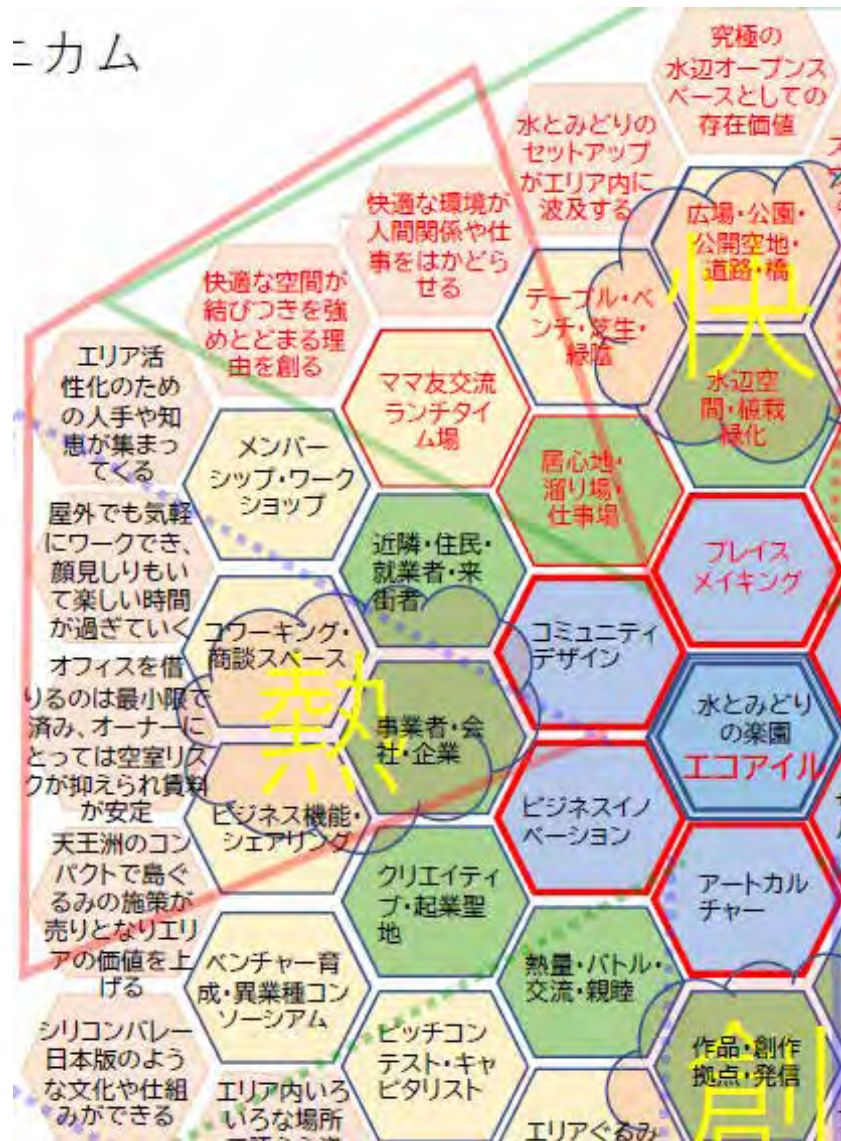 ニカム
究極の
水辺オープンス
ペースとしての
存在価値
水とみどりの
セットアップ
がエリア内に
波及する
快適な環境が
人間関係や仕
事をはかどら
せる
快適な空間が
結びつきを強
めとどまる理
由を創る
エリア活
性化のため
の人手や知
恵が集まっ
てくる
屋外でも気軽
にワークでき、
顔見しりもい
て楽しい時間
が過ぎていく
オフィスを借
りるのは最小限で
済み、オーナーに
とっては空室リス
クが抑えられ賃料
が安定
天王洲のコン
パクトで島ぐ
るみの施策が
売りとなりエリ
アの価値を上
げる
シリコンバレー
日本版のよう
な文化や仕組
みができる
メンバー
シップ・ワーク
ショップ
コワーキング・
商談スペース
ビジネス機能・
シェアリング
ベンチャー育
成・異業種コン
ソーシアム
エリア内いろ
いろな場所
ママ友交流
ランチタイ
ム場
近隣・住民・
就業者・来
街者
事業者・会
社・企業
クリエイティ
ブ・起業聖
地
ピッチコン
テスト・キャ
ピタリスト
テーブル・ベ
ンチ・芝生・
緑陰
居心地・
溜り場・
仕事場
コミュニティ
デザイン
ビジネスイノ
ベーション
熱量・バトル・
交流・親睦
エリアぐるみ
広場・公園・
公開空地・
道路・橋
水辺空
間・植栽
緑化
プレイス
メイキング
水とみどり
の楽園
エコアイル
アートカル
チャー
作品・創作
拠点・発信
快
熱
創